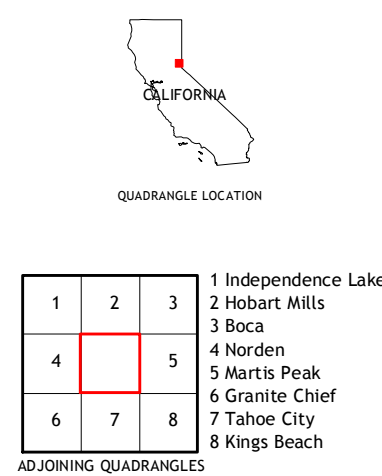 CALIFORNIA
QUADRANGLE LOCATION
1 2 3
4 5
6 7 8
1 Independence Lake
2 Hobart Mills
3 Boca
4 Norden
5 Martis Peak
6 Granite Chief
7 Tahoe City
8 Kings Beach
ADJOINING QUADRANGLES